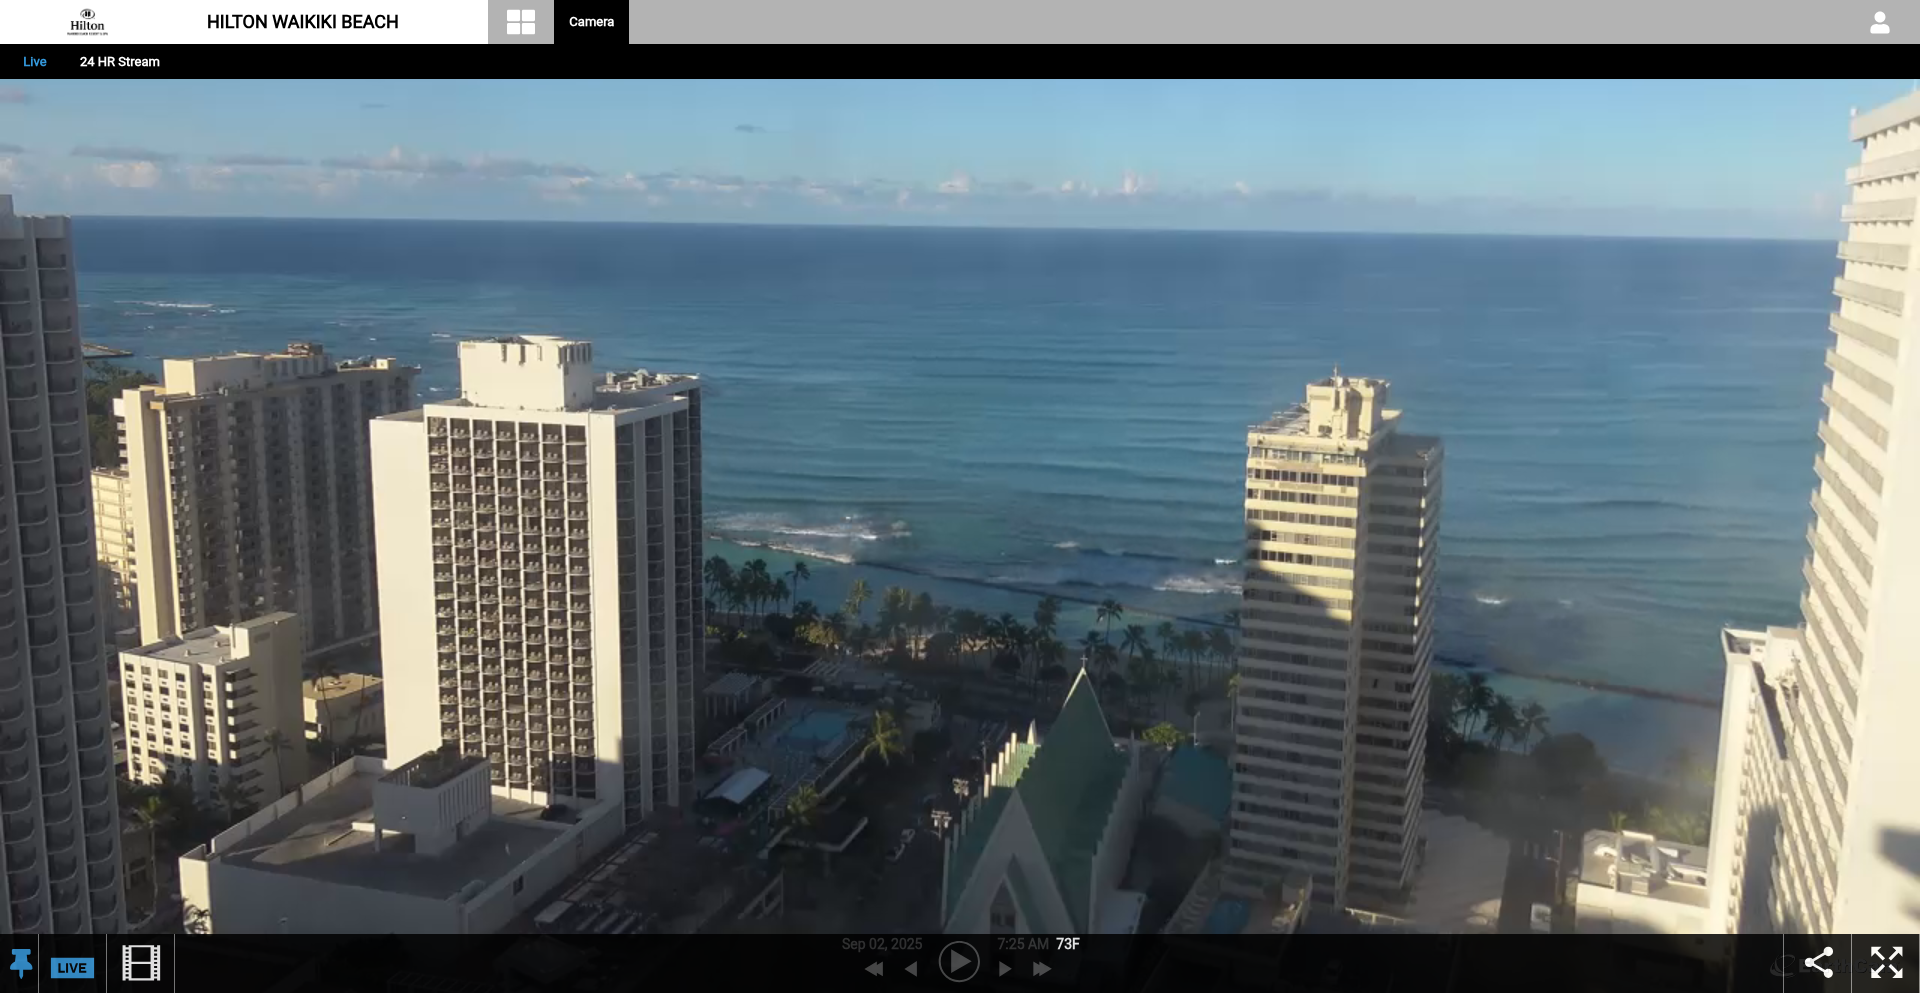 Hilton
HILTON WAIKIKI BEACH
Camera
Live
24 HR Stream
Sep 02, 2025
7:25 AM
73F
LIVE